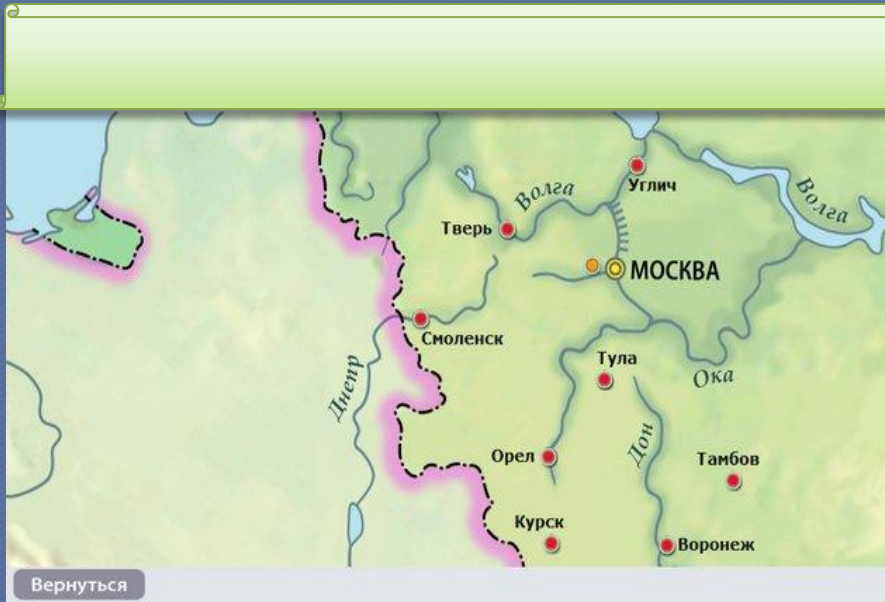 Углич
Волга
Волга
Тверь
МОСКВА
Смоленск
Днепр
Тула
Ока
Дон
Орел
Тамбов
Курск
Воронеж
Вернуться